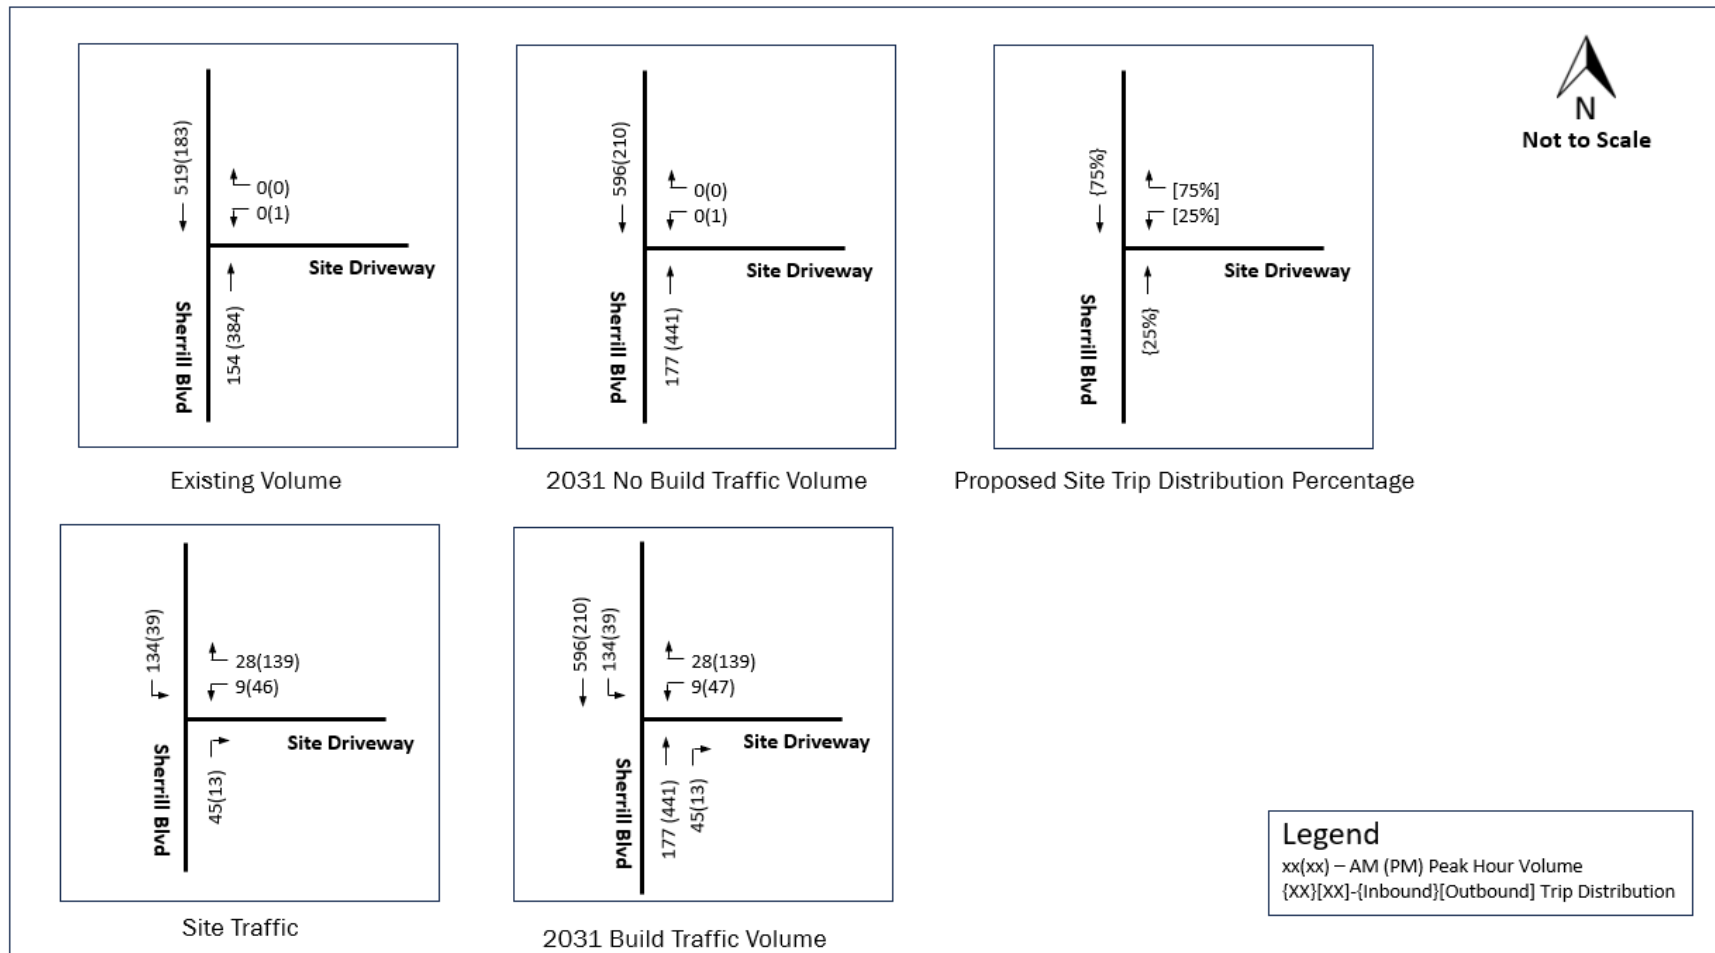 519(183)
0(0)
0(1)
Site Driveway
Sherrill Blvd
154 (384)
Existing Volume
596(210)
0(0)
0(1)
Site Driveway
Sherrill Blvd
177 (441)
2031 No Build Traffic Volume
{75%}
[75%]
[25%]
Site Driveway
Sherrill Blvd
{25%}
Proposed Site Trip Distribution Percentage
N
Not to Scale
134(39)
28(139)
9(46)
Site Driveway
Sherrill Blvd
45(13)
Site Traffic
596(210)
134(39)
28(139)
9(47)
Site Driveway
Sherrill Blvd
177 (441)
45(13)
2031 Build Traffic Volume
Legend
xx(xx) – AM (PM) Peak Hour Volume
{XX}[XX]-{Inbound}[Outbound] Trip Distribution